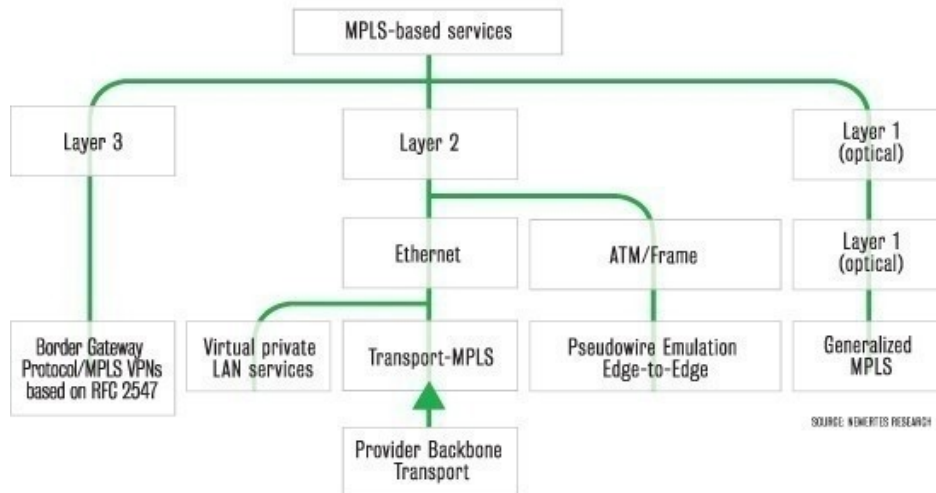 MPLS-based services
Layer 3
Layer 2
Layer 1
(optical)
Ethernet
ATM/Frame
Layer 1
(optical)
Border Gateway
Protocol/MPLS VPNs
based on RFC 2547
Virtual private
LAN services
Transport-MPLS
Pseudowire Emulation
Edge-to-Edge
Generalized
MPLS
SOURCE: NEMERTES RESEARCH
Provider Backbone
Transport